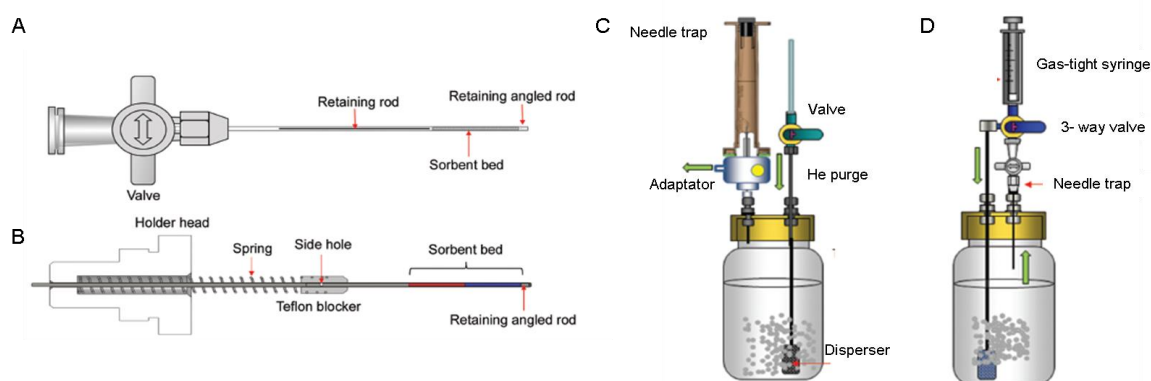 A
Retaining rod
Retaining angled rod
Sorbent bed
Valve
B
Holder head
Spring
Side hole
Sorbent bed
Teflon blocker
Retaining angled rod
C
Needle trap
Valve
Adaptator
He purge
Disperser
D
Gas-tight syringe
3- way valve
Needle trap